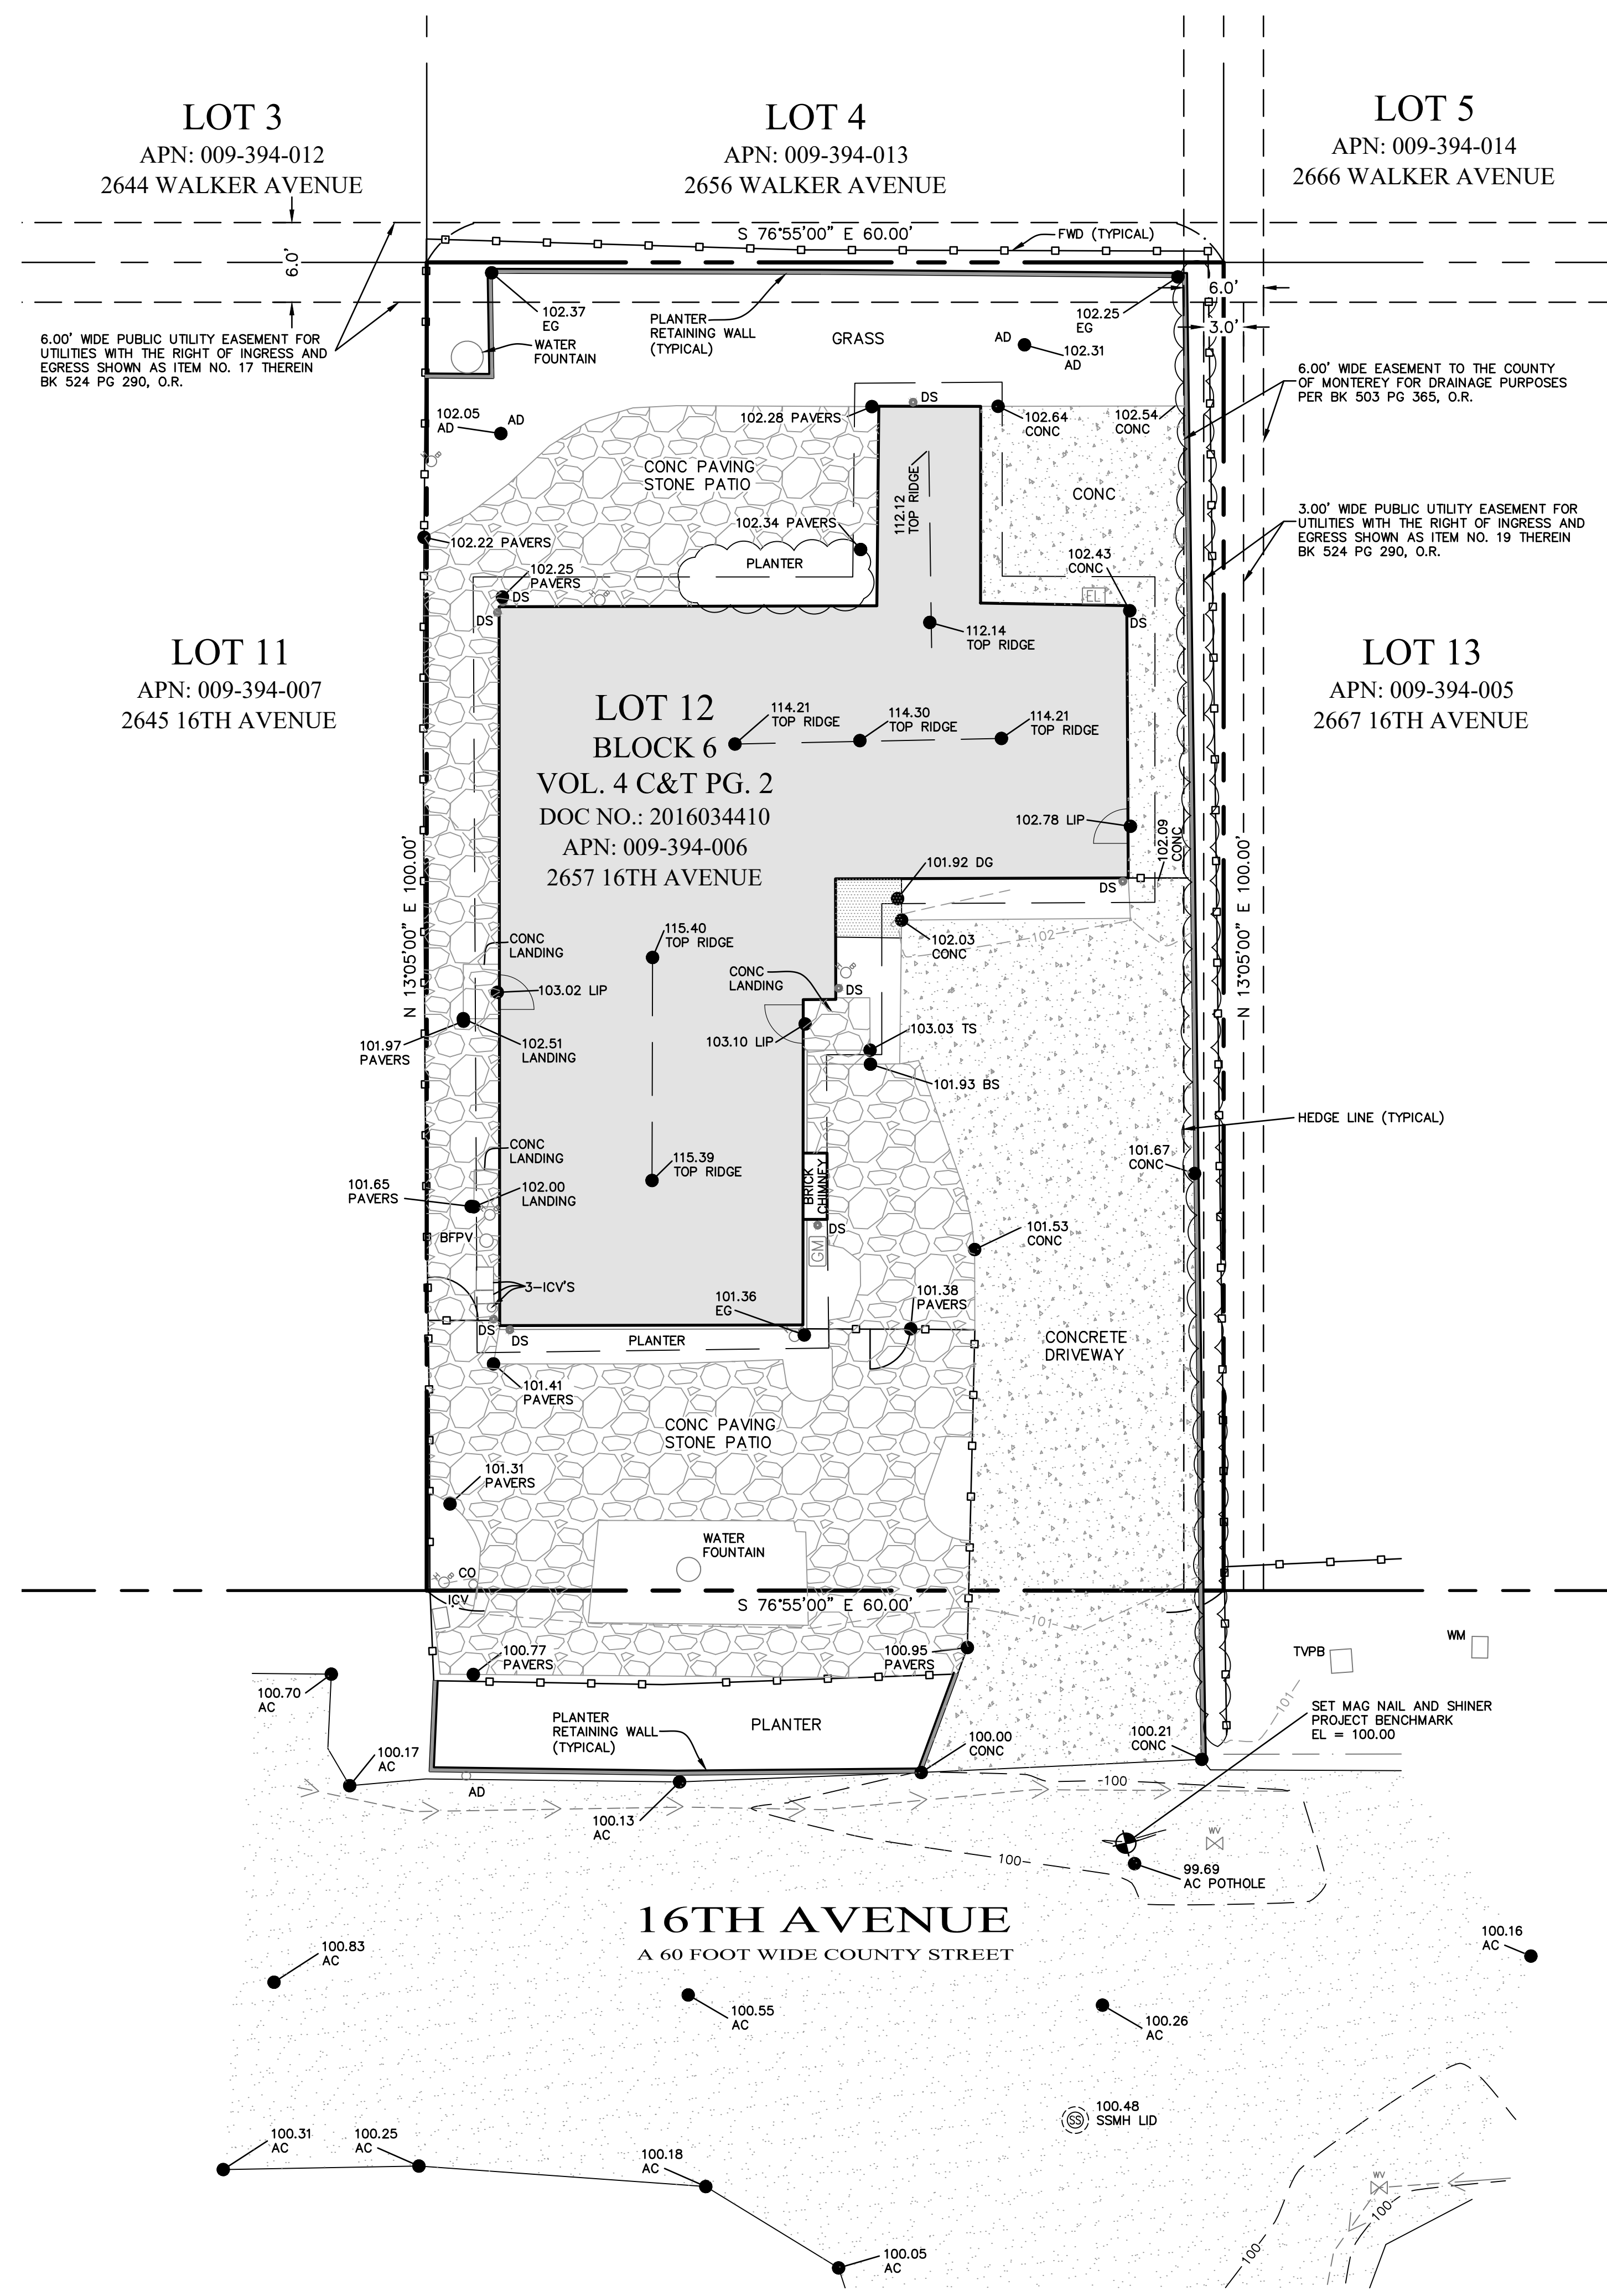 LOT 3
APN: 009-394-012
2644 WALKER AVENUE
LOT 4
APN: 009-394-013
2656 WALKER AVENUE
LOT 5
APN: 009-394-014
2666 WALKER AVENUE
S 76°55'00" E 60.00'
FWD (TYPICAL)
6.0'
6.0'
3.0'
6.00' WIDE PUBLIC UTILITY EASEMENT FOR
UTILITIES WITH THE RIGHT OF INGRESS AND
EGRESS SHOWN AS ITEM NO. 17 THEREIN
BK 524 PG 290, O.R.
102.37
EG
WATER
FOUNTAIN
PLANTER
RETAINING WALL
(TYPICAL)
GRASS
102.25
EG
AD
102.31
AD
6.00' WIDE EASEMENT TO THE COUNTY
OF MONTEREY FOR DRAINAGE PURPOSES
PER BK 503 PG 365, O.R.
102.05
AD
AD
102.28 PAVERS
DS
102.64
CONC
102.54
CONC
CONC PAVING
STONE PATIO
112.12
TOP RIDGE
CONC
3.00' WIDE PUBLIC UTILITY EASEMENT FOR
UTILITIES WITH THE RIGHT OF INGRESS AND
EGRESS SHOWN AS ITEM NO. 19 THEREIN
BK 524 PG 290, O.R.
102.34 PAVERS
102.22 PAVERS
PLANTER
102.43
CONC
102.25
PAVERS
DS
DS
EL
DS
112.14
TOP RIDGE
LOT 11
APN: 009-394-007
2645 16TH AVENUE
LOT 13
APN: 009-394-005
2667 16TH AVENUE
LOT 12
BLOCK 6
VOL. 4 C&T PG. 2
DOC NO.: 2016034410
APN: 009-394-006
2657 16TH AVENUE
114.21
TOP RIDGE
114.30
TOP RIDGE
114.21
TOP RIDGE
102.78 LIP
102.09
CONC
N 13°05'00" E 100.00'
N 13°05'00" E 100.00'
101.92 DG
DS
102.03
CONC
102
115.40
TOP RIDGE
CONC
LANDING
CONC
LANDING
103.02 LIP
DS
101.97
PAVERS
102.51
LANDING
103.10 LIP
103.03 TS
101.93 BS
HEDGE LINE (TYPICAL)
CONC
LANDING
115.39
TOP RIDGE
BRICK
CHIMNEY
101.67
CONC
101.65
PAVERS
102.00
LANDING
BFPV
DS
GM
101.53
CONC
3-ICV'S
101.36
EG
101.38
PAVERS
DS
DS
PLANTER
CONCRETE
DRIVEWAY
101.41
PAVERS
CONC PAVING
STONE PATIO
101.31
PAVERS
WATER
FOUNTAIN
CO
ICV
S 76°55'00" E 60.00'
101
100.77
PAVERS
100.95
PAVERS
TVPB
WM
101
100.70
AC
PLANTER
RETAINING WALL
(TYPICAL)
PLANTER
SET MAG NAIL AND SHINER
PROJECT BENCHMARK
EL = 100.00
100.17
AC
100.00
CONC
100.21
CONC
AD
100
100.13
AC
WV
100
99.69
AC POTHOLE
16TH AVENUE
A 60 FOOT WIDE COUNTY STREET
100.83
AC
100.16
AC
100.55
AC
100.26
AC
SS
100.48
SSMH LID
100.31
AC
100.25
AC
100.18
AC
WV
100
100.05
AC
100